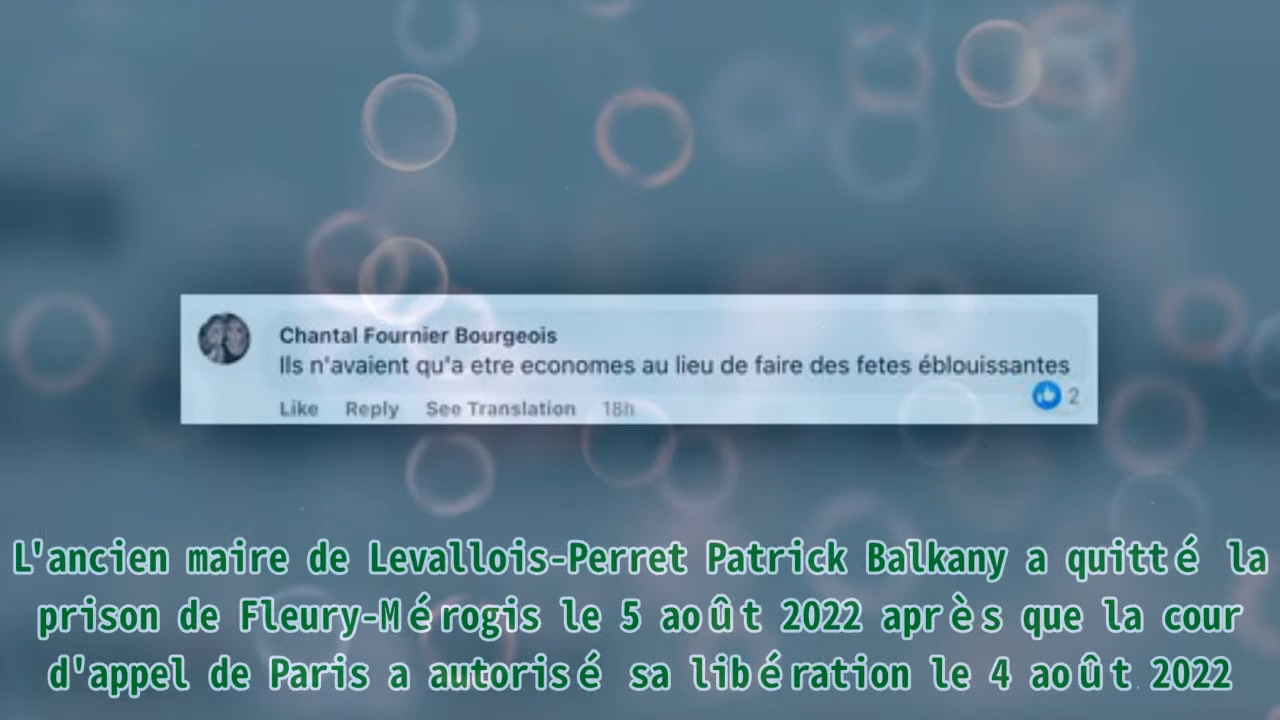 Chantal Fournier Bourgeois
Ils n'avaient qu'a etre economes au lieu de faire des fetes éblouissantes
2
Like Reply See Translation 18h
L'ancien maire de Levallois-Perret Patrick Balkany a quitté la
prison de Fleury-Mérogis le 5 août 2022 après que la cour
d'appel de Paris a autorisé sa libération le 4 août 2022